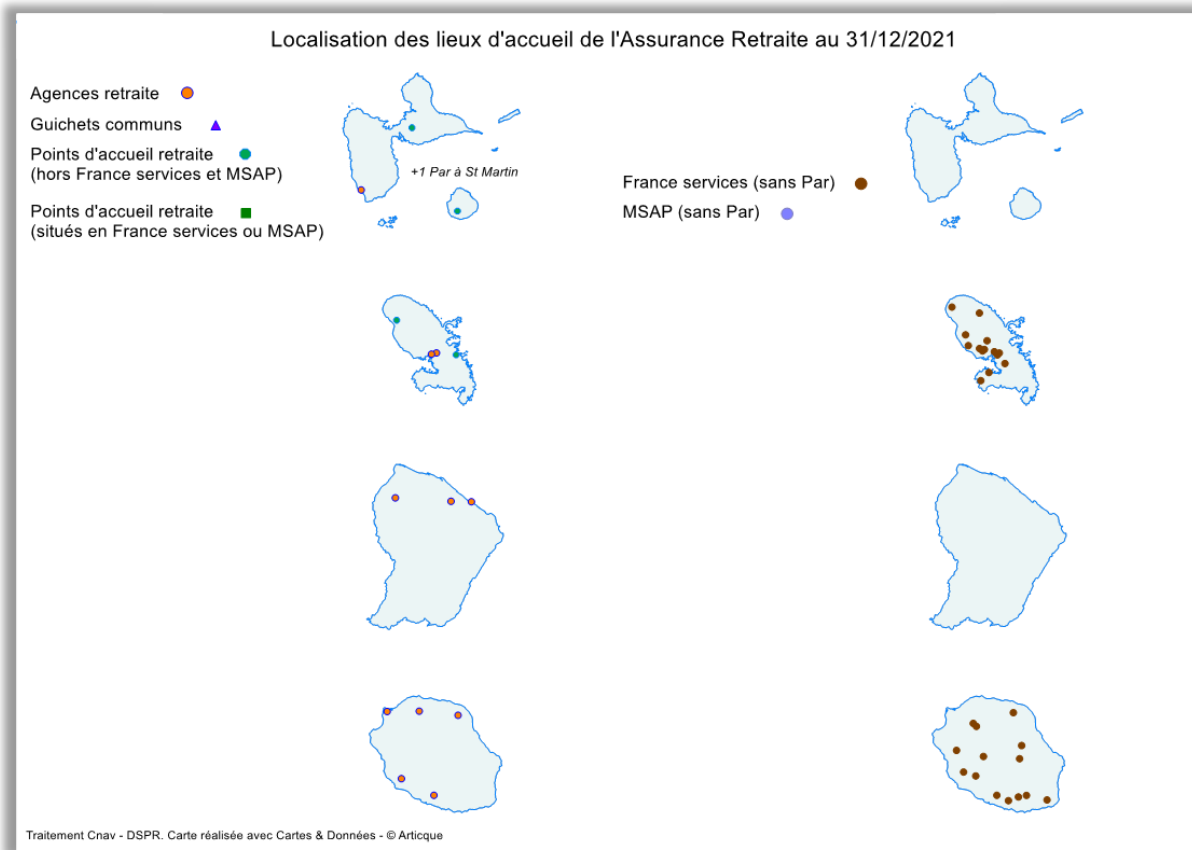 Localisation des lieux d'accueil de l'Assurance Retraite au 31/12/2021
Agences retraite
Guichets communs
Points d'accueil retraite
(hors France services et MSAP)
Points d'accueil retraite
(situés en France services ou MSAP)
+1 Par à St Martin
France services (sans Par)
MSAP (sans Par)
Traitement Cnav - DSPR. Carte réalisée avec Cartes & Données - © Articque